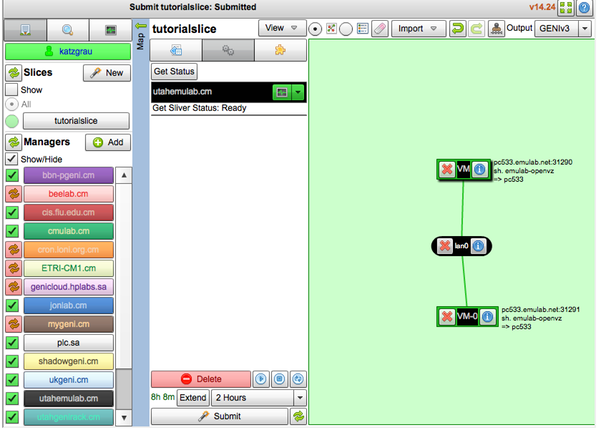 Submit tutorialslice: Submitted
v14.24
katzgrau
Slices
New
Show
All
tutorialslice
Managers
Add
Show/Hide
bbn-pgeni.cm
beelab.cm
cis.fiu.edu.cm
cmulab.cm
cron.loni.org.cm
ETRI-CM1.cm
genicloud.hplabs.sa
jonlab.cm
mygeni.cm
plc.sa
shadowgeni.cm
ukgeni.cm
utahemulab.cm
Map
tutorialslice
View
Get Status
utahemulab.cm
Get Sliver Status: Ready
Delete
8h 8m
Extend
2 Hours
Submit
Import
Output
GENIv3
VM
pc533.emulab.net:31290
sh. emulab-openvz
=> pc533
lan0
VM-0
pc533.emulab.net:31291
sh. emulab-openvz
=> pc533